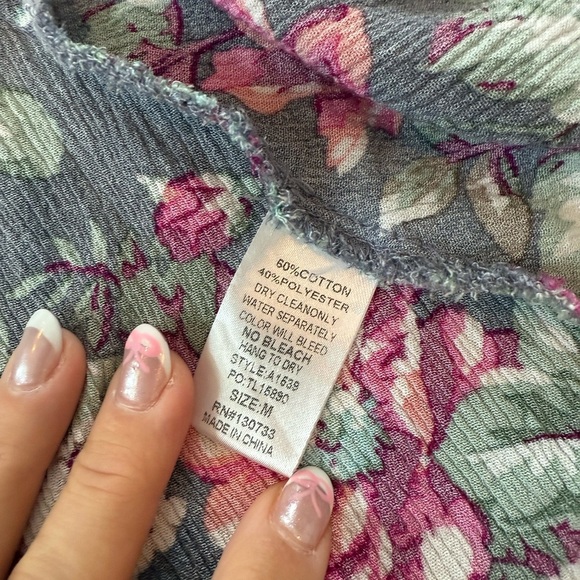 60%COTTON
40%POLYESTER
DRY CLEANONLY
WATER SEPARATELY
COLOR WILL BLEED
NO BLEACH
HANG TO DRY
STYLE:A1539
PO:TL15890
SIZE:M
RN#130733
MADE IN CHINA